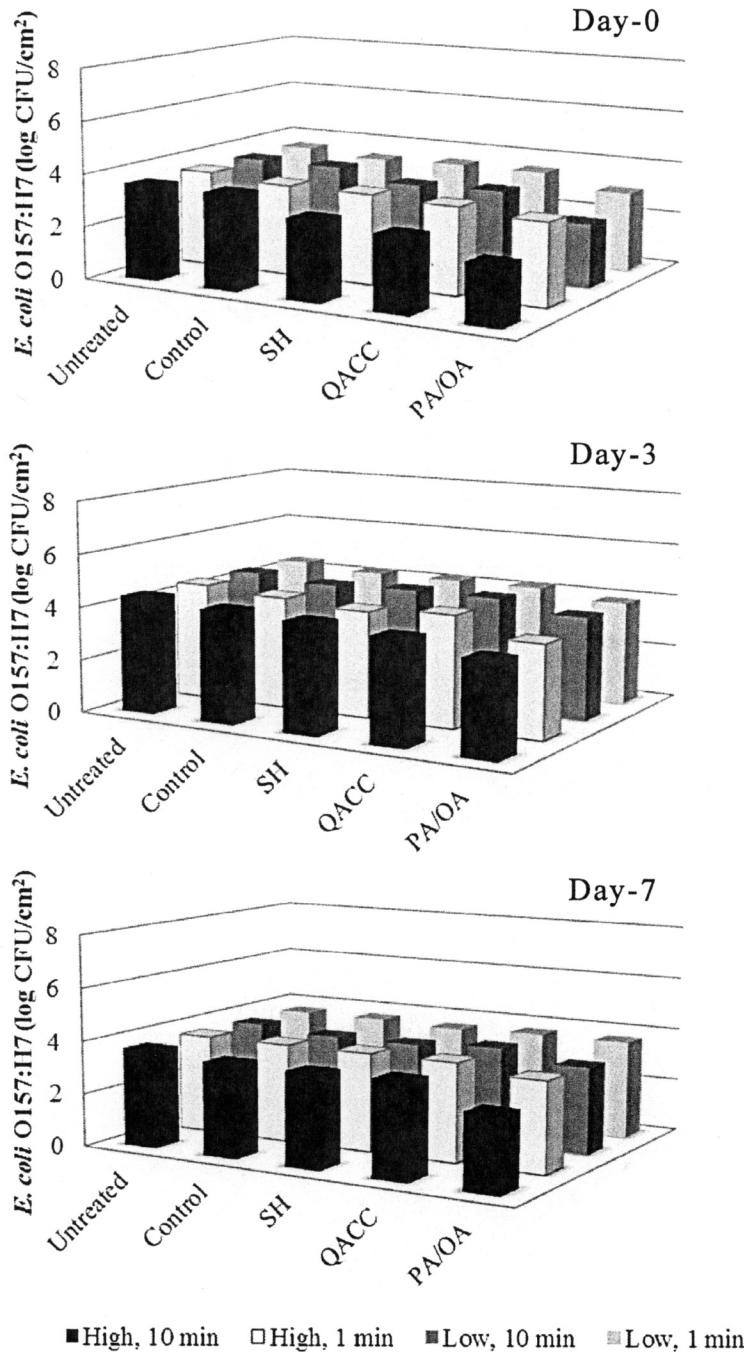 Day-0
E. coli O157:H7 (log CFU/cm²)
8
6
4
2
0
Untreated
Control
SH
QACC
PA/OA
Day-3
E. coli O157:H7 (log CFU/cm²)
8
6
4
2
0
Untreated
Control
SH
QACC
PA/OA
Day-7
E. coli O157:H7 (log CFU/cm²)
8
6
4
2
0
Untreated
Control
SH
QACC
PA/OA
High, 10 min High, 1 min Low, 10 min Low, 1 min